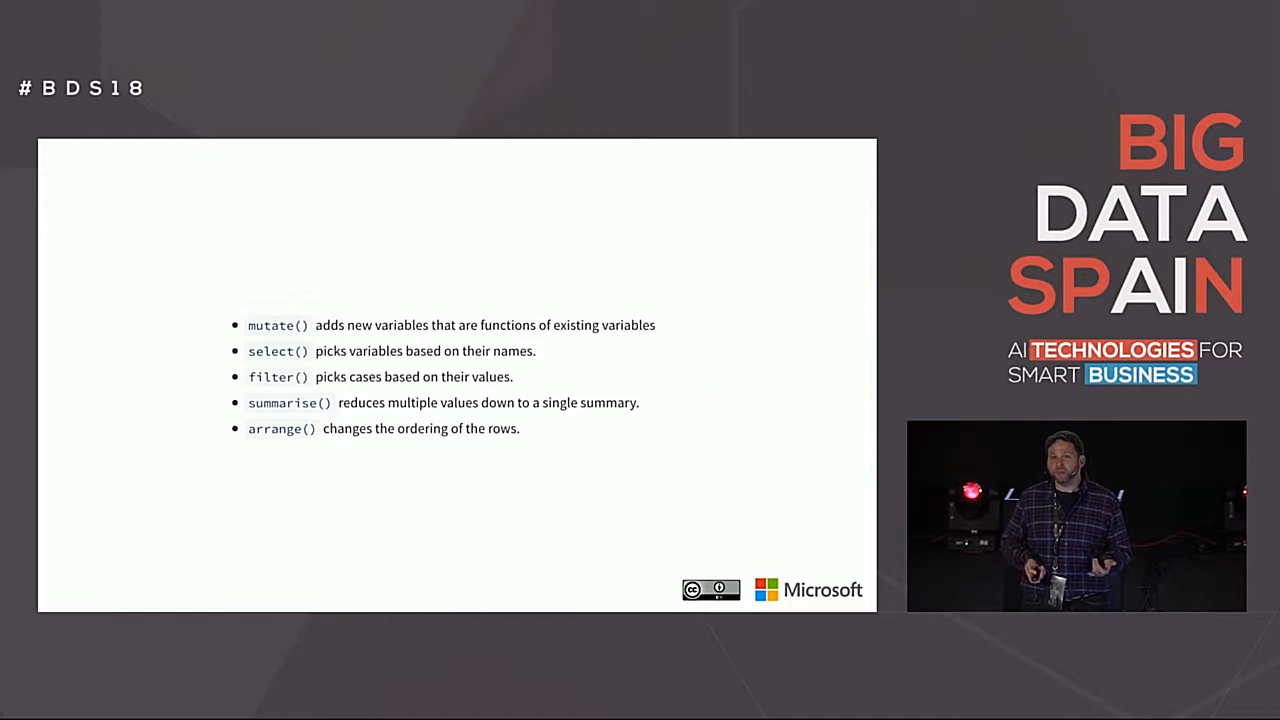 #BDS18
BIG
DATA
SPAIN
AI TECHNOLOGIES FOR
SMART BUSINESS
• mutate() adds new variables that are functions of existing variables
• select() picks variables based on their names.
• filter() picks cases based on their values.
• summarise() reduces multiple values down to a single summary.
• arrange() changes the ordering of the rows.
cc
BY
Microsoft